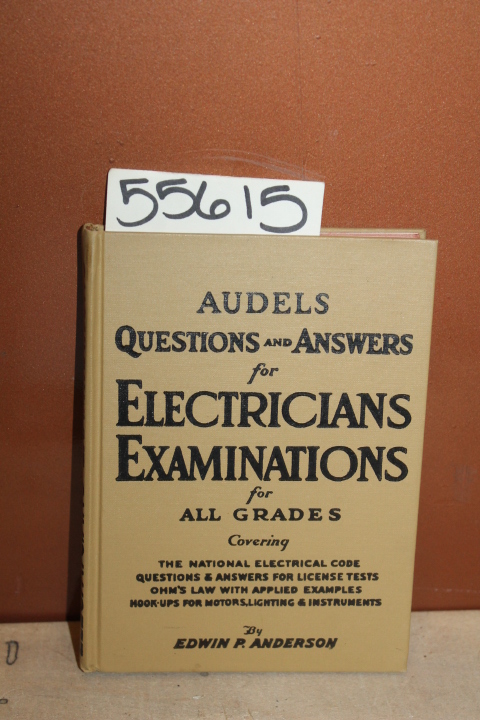 55615
AUDELS
QUESTIONS AND ANSWERS
for
ELECTRICIANS
EXAMINATIONS
for
ALL GRADES
Covering
THE NATIONAL ELECTRICAL CODE
QUESTIONS & ANSWERS FOR LICENSE TESTS
OHM'S LAW WITH APPLIED EXAMPLES
HOOK-UPS FOR MOTORS, LIGHTING & INSTRUMENTS
By
EDWIN P. ANDERSON
D